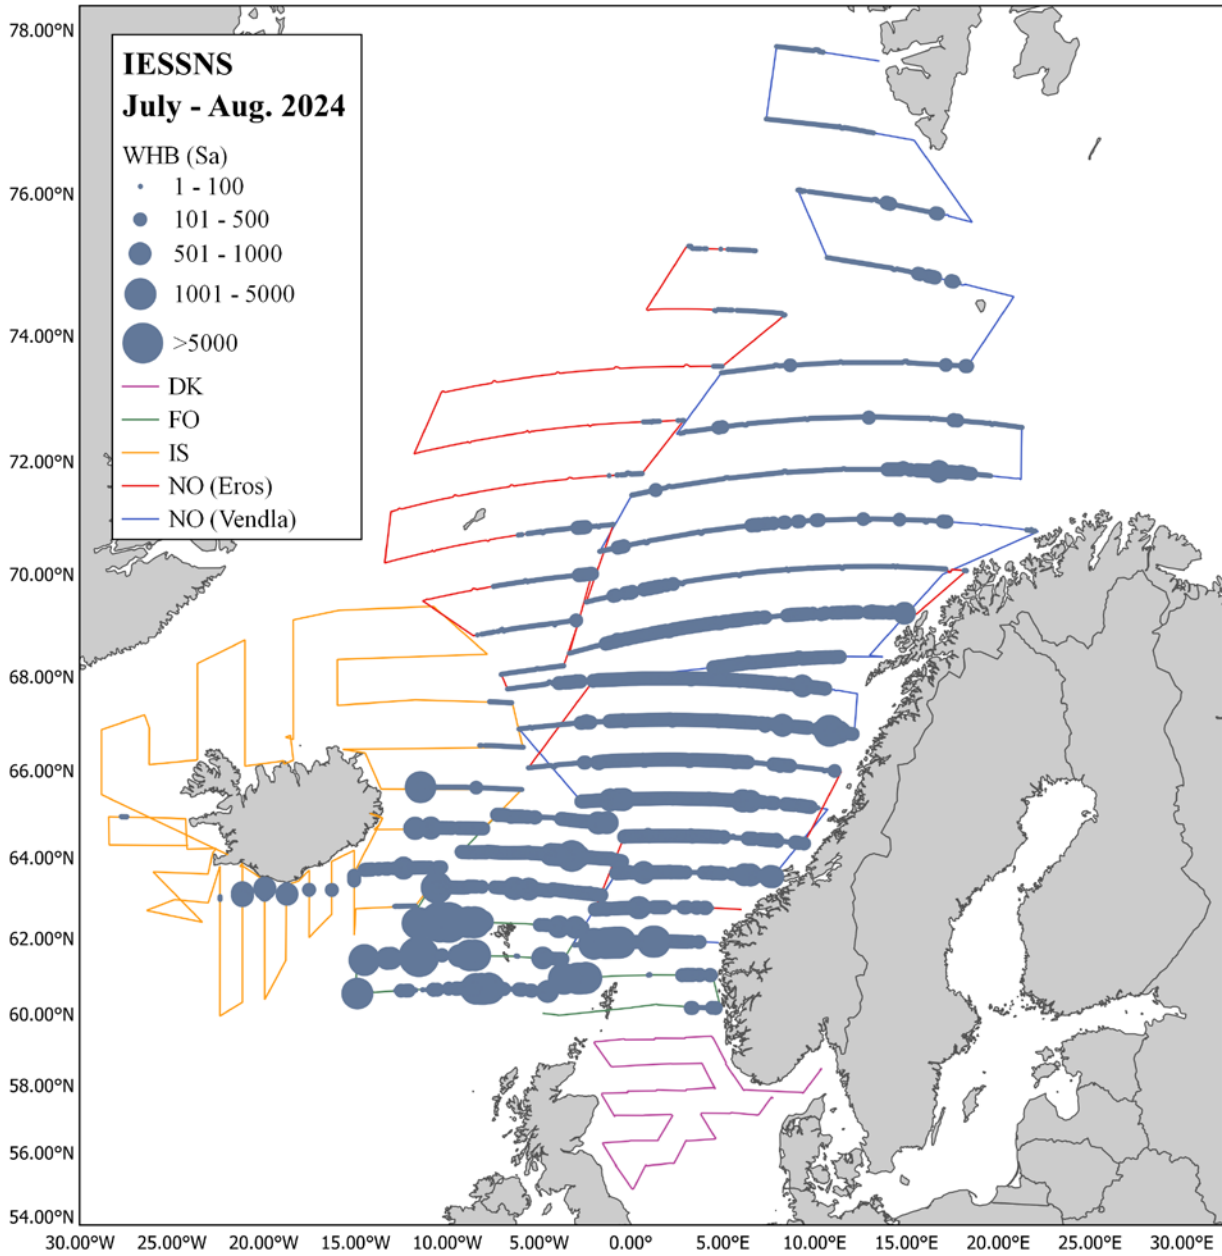 IESSNS
July - Aug. 2024
WHB (Sa)
1 - 100
101 - 500
501 - 1000
1001 - 5000
>5000
DK
FO
IS
NO (Eros)
NO (Vendla)
78.00°N
76.00°N
74.00°N
72.00°N
70.00°N
68.00°N
66.00°N
64.00°N
62.00°N
60.00°N
58.00°N
56.00°N
54.00°N
30.00°W 25.00°W 20.00°W 15.00°W 10.00°W 5.00°W 0.00° 5.00°E 10.00°E 15.00°E 20.00°E 25.00°E 30.00°E